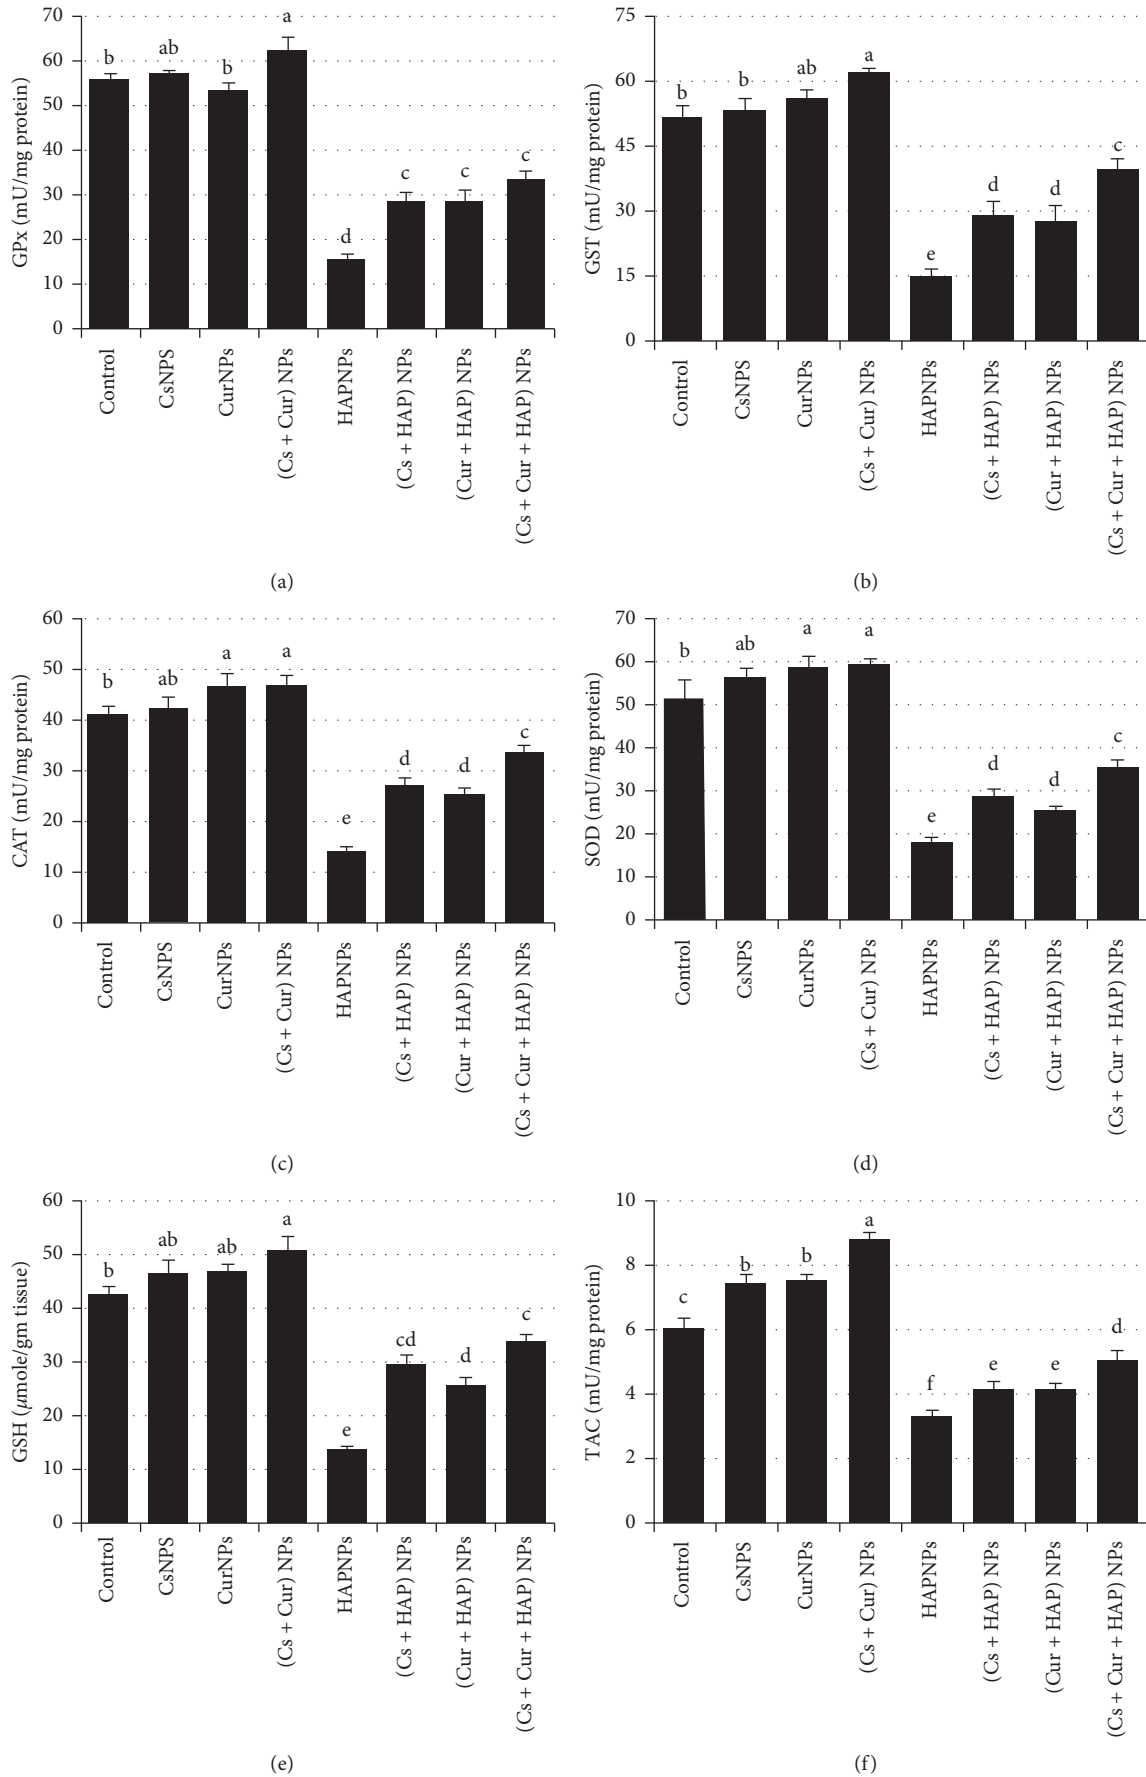 GPx (mU/mg protein)
70
60
50
40
30
20
10
0
b
ab
b
a
d
c
c
c
Control
CsNPS
CurNPs
(Cs + Cur) NPs
HAPNPs
(Cs + HAP) NPs
(Cur + HAP) NPs
(Cs + Cur + HAP) NPs
(a)
GST (mU/mg protein)
75
60
45
30
15
0
b
b
ab
a
e
d
d
c
Control
CsNPS
CurNPs
(Cs + Cur) NPs
HAPNPs
(Cs + HAP) NPs
(Cur + HAP) NPs
(Cs + Cur + HAP) NPs
(b)
CAT (mU/mg protein)
60
50
40
30
20
10
0
b
ab
a
a
e
d
d
c
Control
CsNPS
CurNPs
(Cs + Cur) NPs
HAPNPs
(Cs + HAP) NPs
(Cur + HAP) NPs
(Cs + Cur + HAP) NPs
(c)
SOD (mU/mg protein)
70
60
50
40
30
20
10
0
b
ab
a
a
e
d
d
c
Control
CsNPS
CurNPs
(Cs + Cur) NPs
HAPNPs
(Cs + HAP) NPs
(Cur + HAP) NPs
(Cs + Cur + HAP) NPs
(d)
GSH (μmole/gm tissue)
60
50
40
30
20
10
0
b
ab
ab
a
e
cd
d
c
Control
CsNPS
CurNPs
(Cs + Cur) NPs
HAPNPs
(Cs + HAP) NPs
(Cur + HAP) NPs
(Cs + Cur + HAP) NPs
(e)
TAC (mU/mg protein)
10
8
6
4
2
0
c
b
b
a
f
e
e
d
Control
CsNPS
CurNPs
(Cs + Cur) NPs
HAPNPs
(Cs + HAP) NPs
(Cur + HAP) NPs
(Cs + Cur + HAP) NPs
(f)